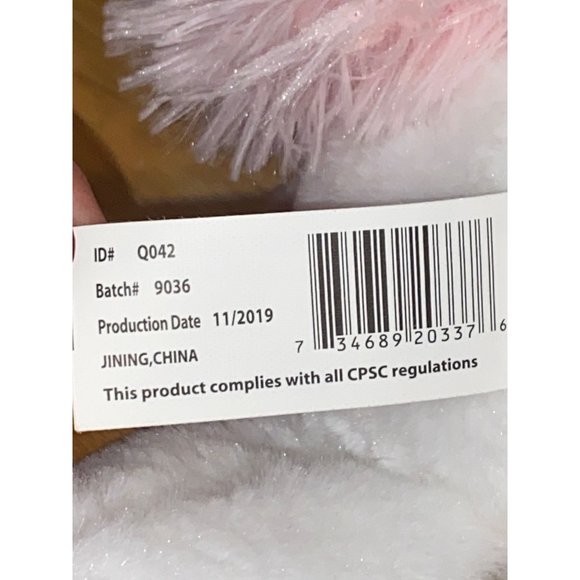 ID# Q042
Batch# 9036
Production Date 11/2019
JINING,CHINA
7 34689 20337 6
This product complies with all CPSC regulations